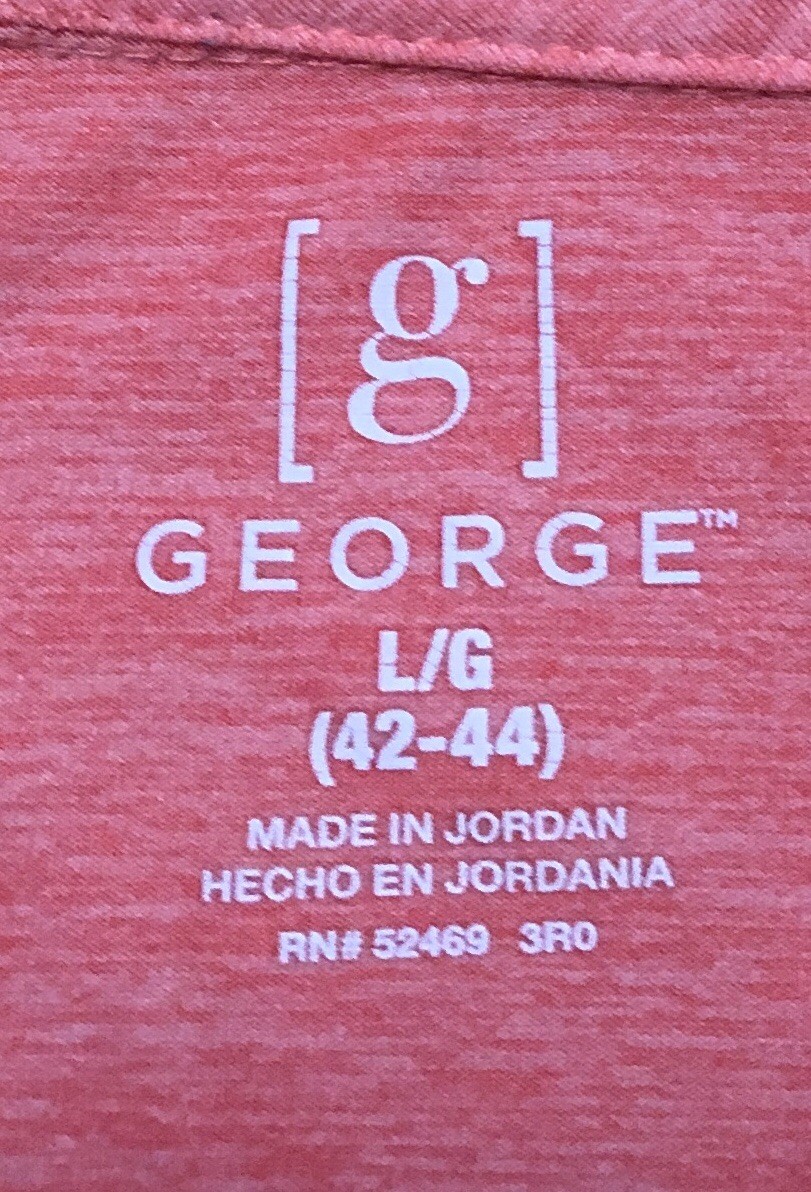 [g]
GEORGE™
L/G
(42-44)
MADE IN JORDAN
HECHO EN JORDANIA
RN# 52469 3R0